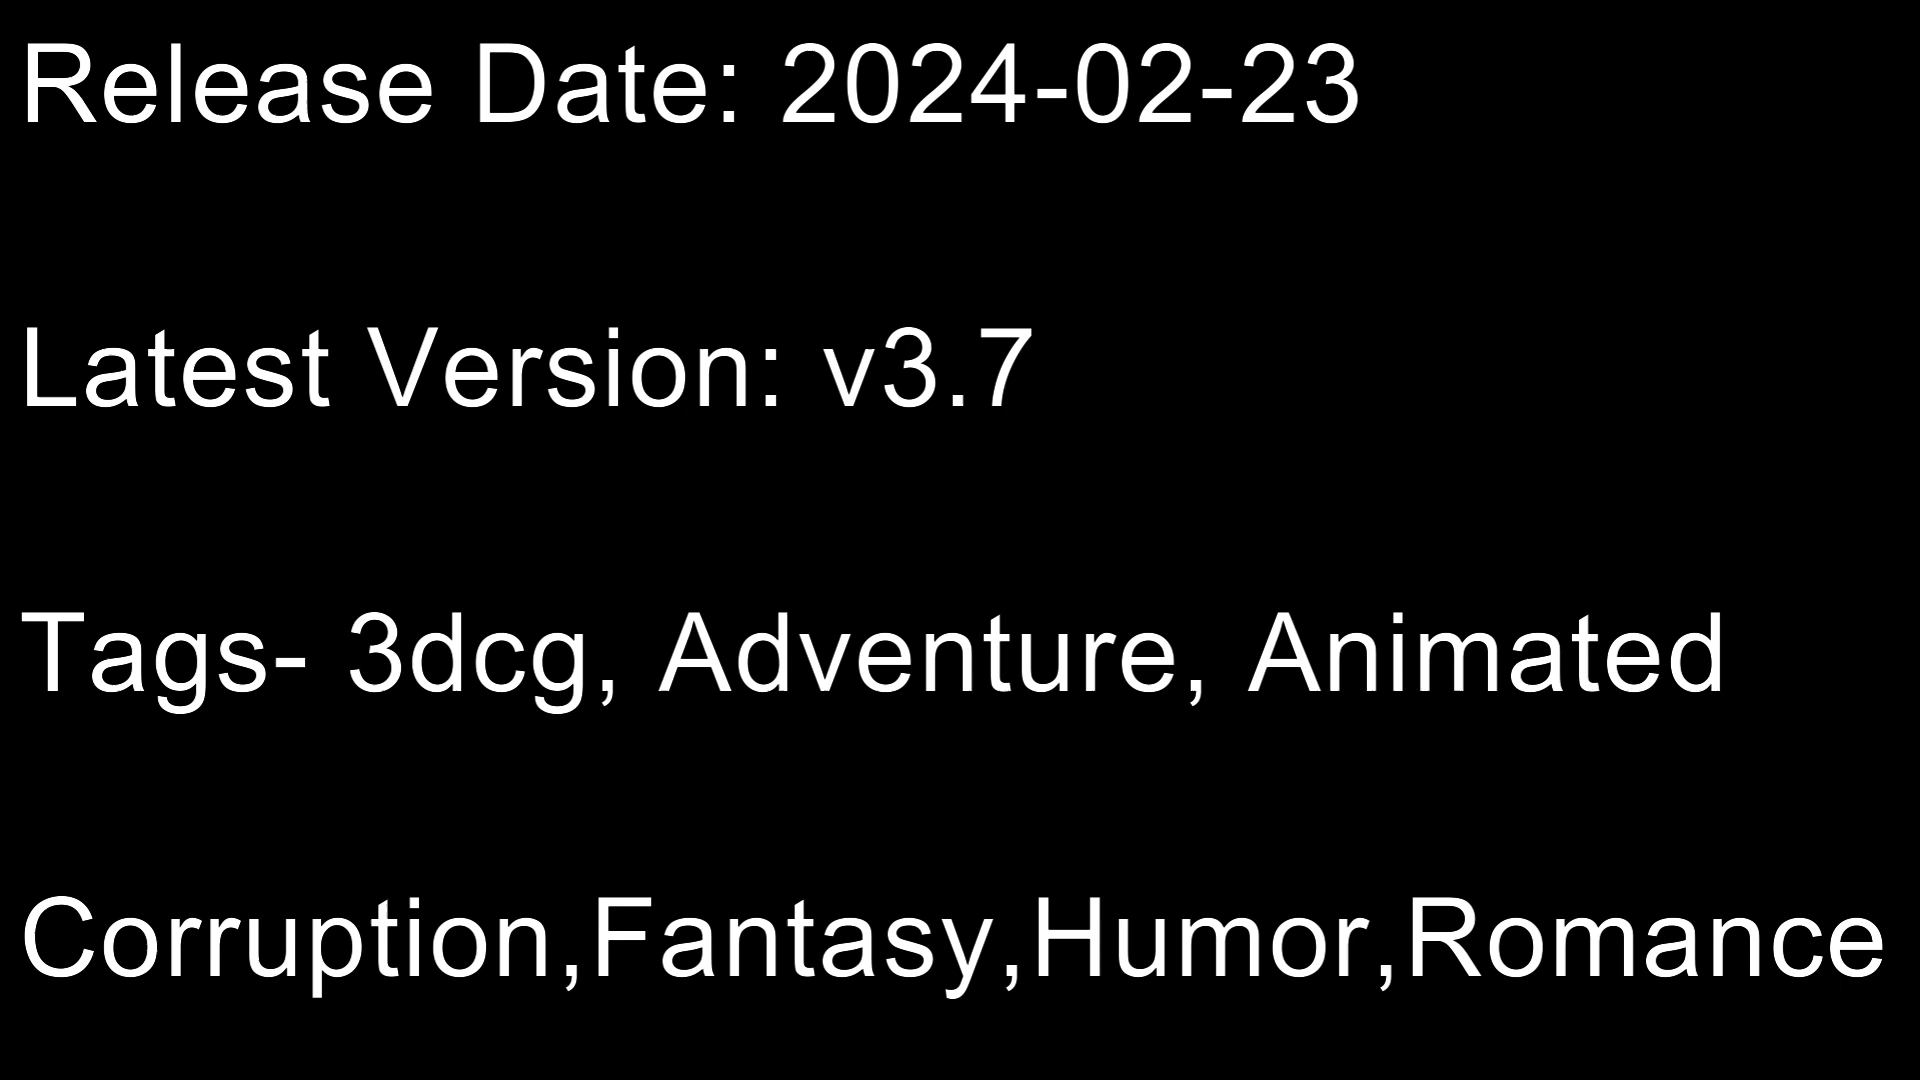 Release Date: 2024-02-23
Latest Version: v3.7
Tags- 3dcg, Adventure, Animated
Corruption,Fantasy,Humor,Romance